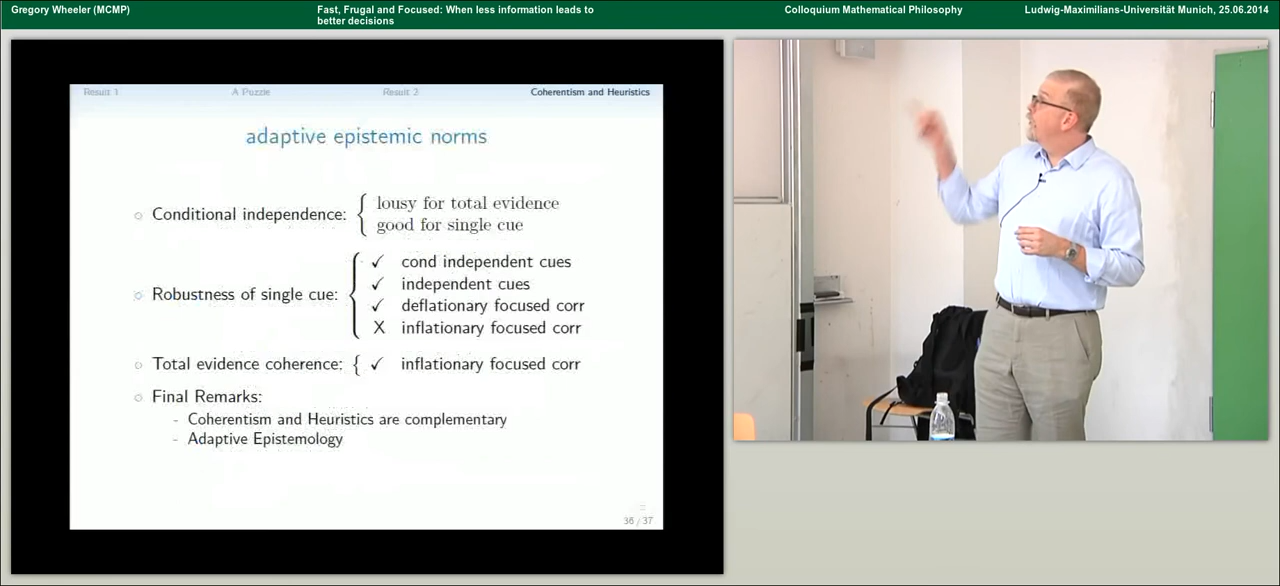 Gregory Wheeler (MCMP)
Fast, Frugal and Focused: When less information leads to
better decisions
Colloquium Mathematical Philosophy
Ludwig-Maximilians-Universität Munich, 25.06.2014
Result 1
A Puzzle
Result 2
Coherentism and Heuristics
adaptive epistemic norms
Conditional independence:
lousy for total evidence
good for single cue
Robustness of single cue:
✓ cond independent cues
✓ independent cues
✓ deflationary focused corr
X inflationary focused corr
Total evidence coherence: { ✓ inflationary focused corr
Final Remarks:
- Coherentism and Heuristics are complementary
- Adaptive Epistemology
36 / 37